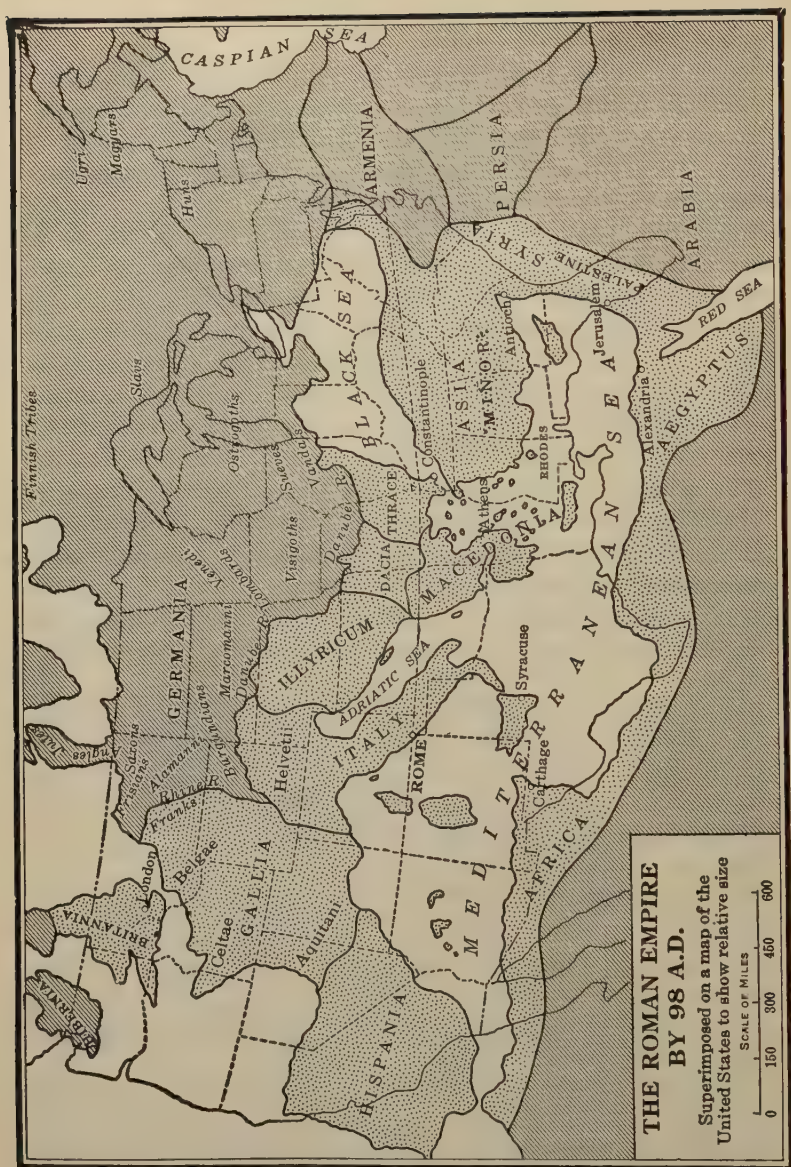 THE ROMAN EMPIRE
BY 98 A.D.
Superimposed on a map of the
United States to show relative size
SCALE OF MILES
0 150 300 450 600
CASPIAN SEA
Ugri
Magyars
Huns
ARMENIA
PERSIA
ARABIA
SYRIA
PALESTINE
RED SEA
AEGYPTUS
Jerusalem
Alexandria
Antioch
ASIA
MINOR
BLACK SEA
Constantinople
RHODES
Athens
MACEDONIA
THRACE
DACIA
Danube R.
Finnish Tribes
Slavs
Ostrogoths
Sueves
Vandals
Visigoths
Venedi
Lombards
GERMANIA
Marcomanni
Danube R.
Burgundians
Alamanni
Rhine R.
Franks
Frisons
Saxons
Angles
Jutes
ILLYRICUM
ADRIATIC SEA
ITALY
ROME
Helveti
Syracuse
Carthage
AFRICA
MEDITERRANEAN SEA
HIBERNIA
BRITANNIA
London
Belgae
Celtae
GALLIA
Aquitani
HISPANIA